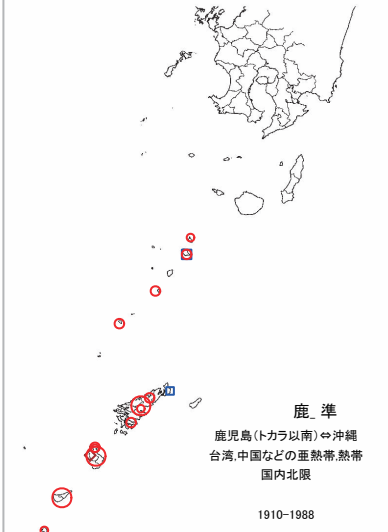 鹿_準
鹿児島(トカラ以南)⇔沖縄
台湾,中国などの亜熱帯,熱帯
国内北限
1910-1988